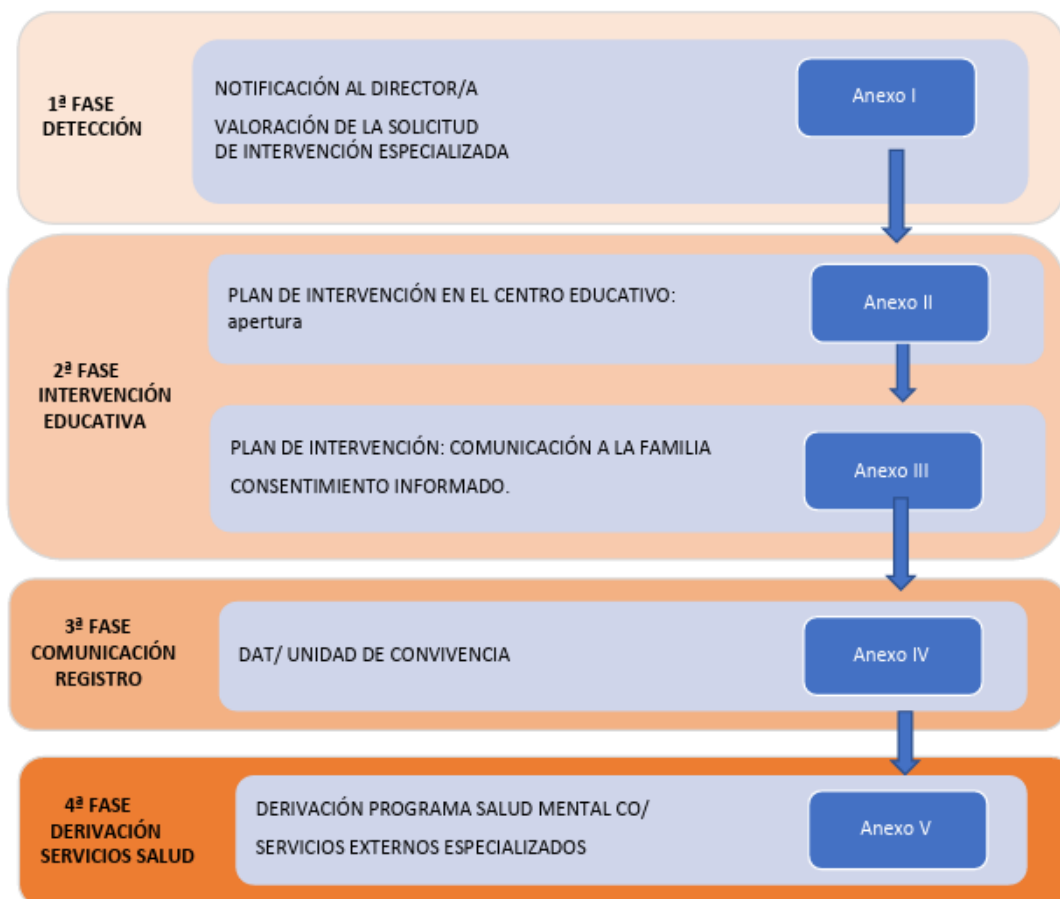 1ª FASE
DETECCIÓN
NOTIFICACIÓN AL DIRECTOR/A
VALORACIÓN DE LA SOLICITUD
DE INTERVENCIÓN ESPECIALIZADA
Anexo I
2ª FASE
INTERVENCIÓN
EDUCATIVA
PLAN DE INTERVENCIÓN EN EL CENTRO EDUCATIVO:
apertura
Anexo II
PLAN DE INTERVENCIÓN: COMUNICACIÓN A LA FAMILIA
CONSENTIMIENTO INFORMADO.
Anexo III
3ª FASE
COMUNICACIÓN
REGISTRO
DAT/ UNIDAD DE CONVIVENCIA
Anexo IV
4ª FASE
DERIVACIÓN
SERVICIOS SALUD
DERIVACIÓN PROGRAMA SALUD MENTAL CO/
SERVICIOS EXTERNOS ESPECIALIZADOS
Anexo V